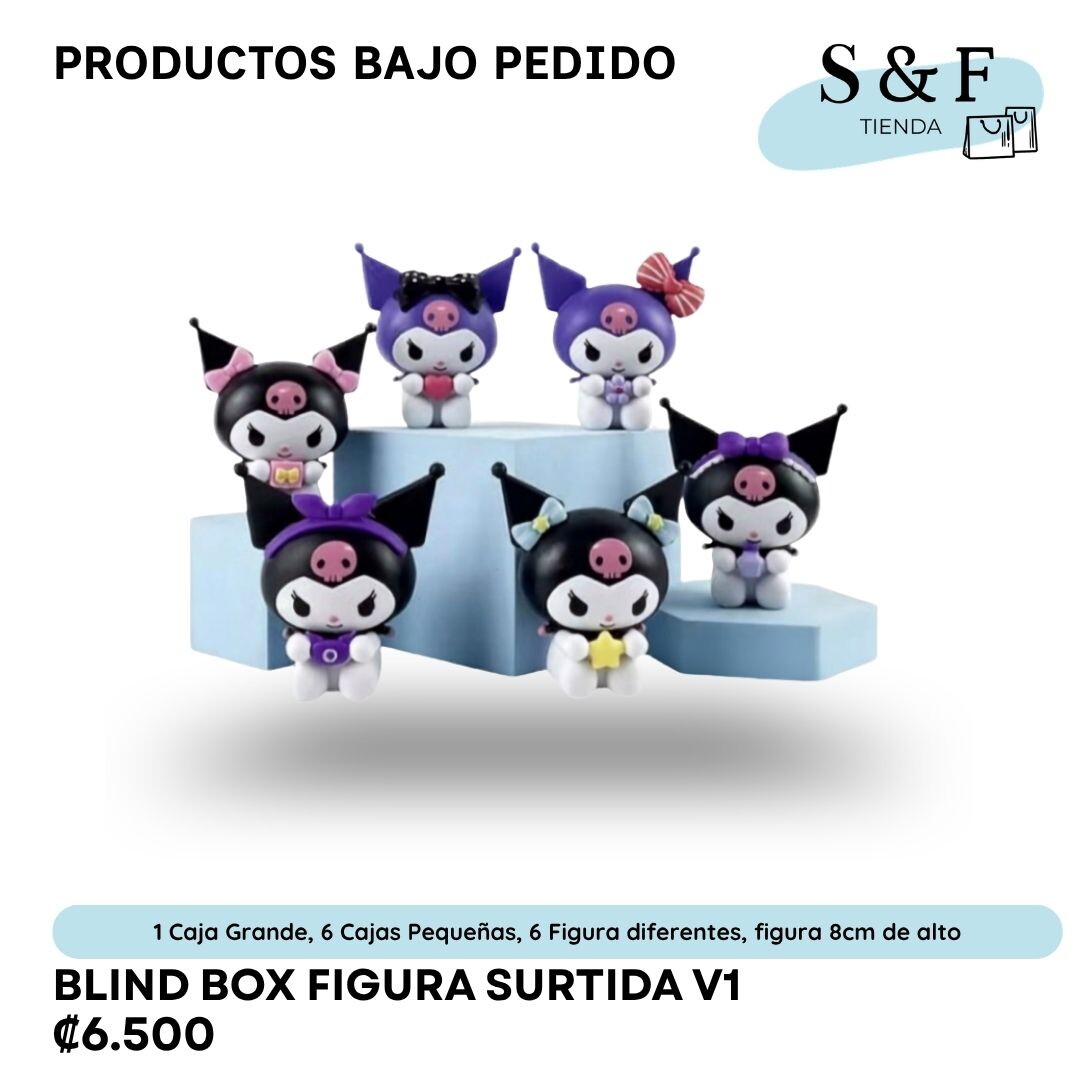 PRODUCTOS BAJO PEDIDO
S & F
TIENDA
1 Caja Grande, 6 Cajas Pequeñas, 6 Figura diferentes, figura 8cm de alto
BLIND BOX FIGURA SURTIDA V1
₡6.500